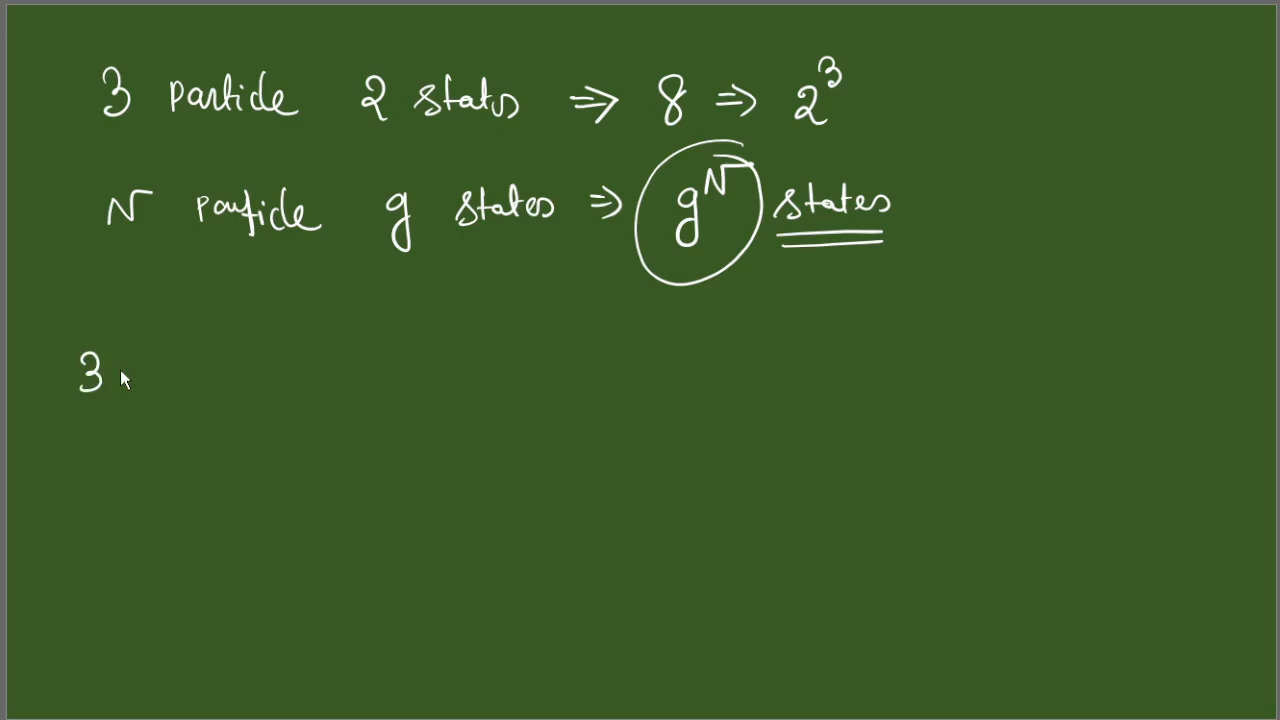 3 particle 2 states ⇒ 8 ⇒ 2³
N particle g states ⇒ gᴺ states
3